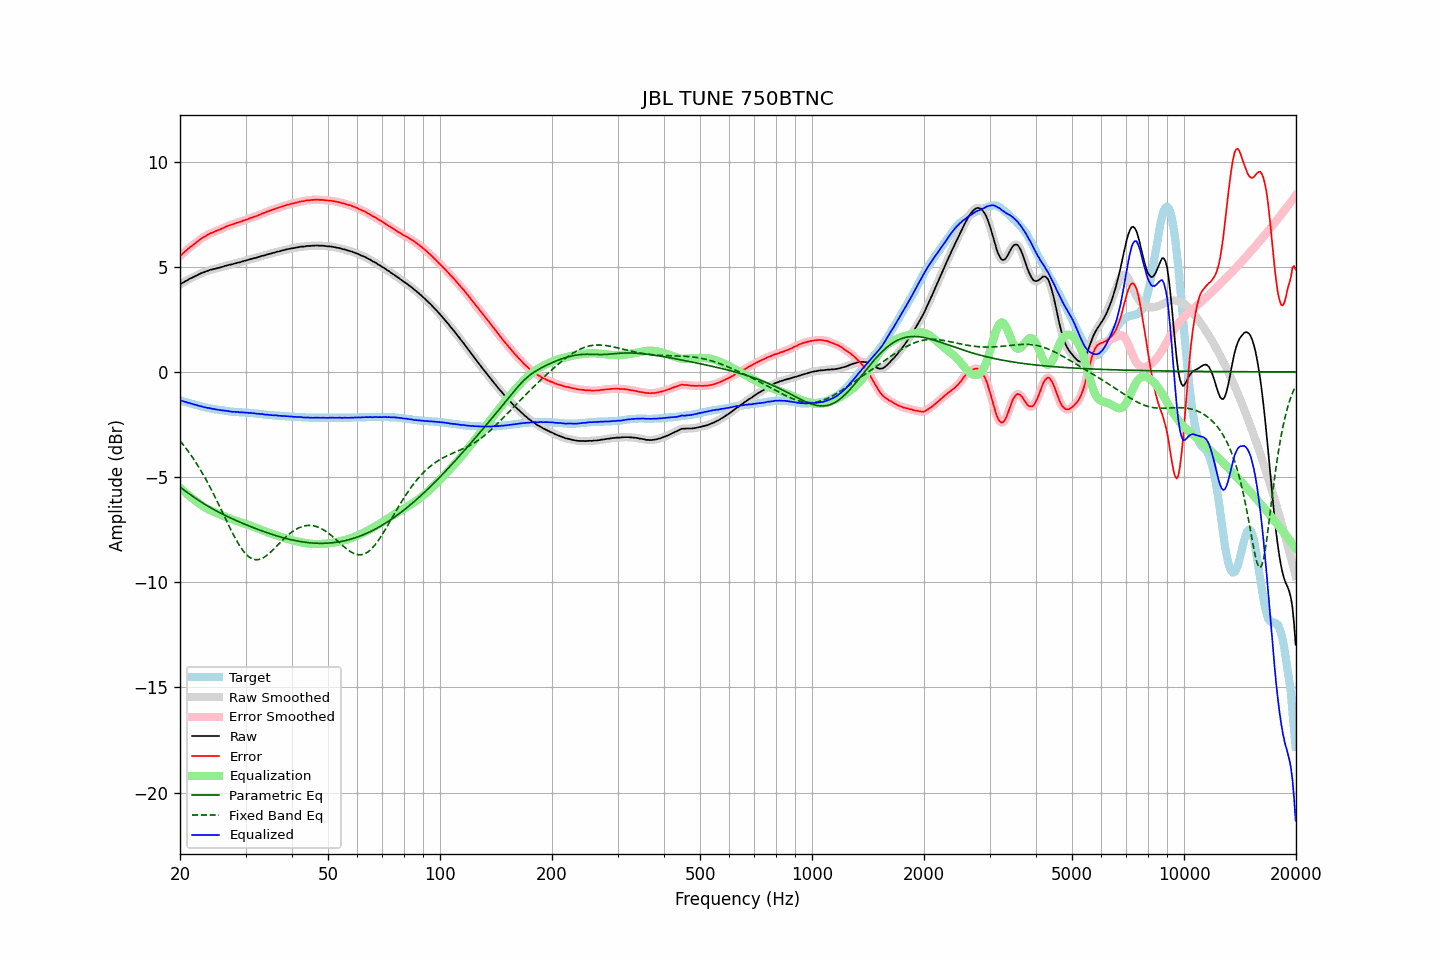 JBL TUNE 750BTNC
10
5
0
−5
−10
−15
−20
Amplitude (dBr)
Target
Raw Smoothed
Error Smoothed
Raw
Error
Equalization
Parametric Eq
Fixed Band Eq
Equalized
20 50 100 200 500 1000 2000 5000 10000 20000
Frequency (Hz)